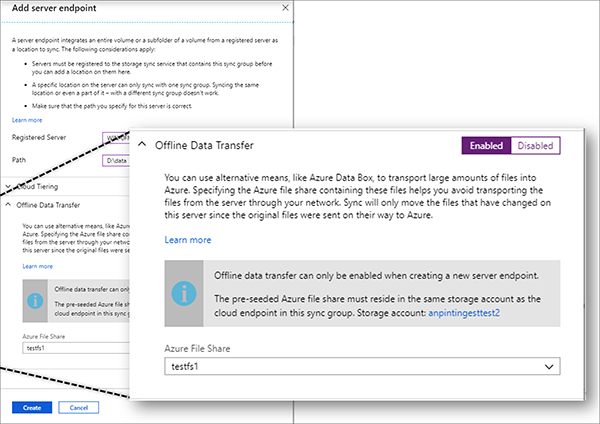 Add server endpoint
A server endpoint integrates an entire volume or a subfolder of a volume from a registered server as
a location to sync. The following considerations apply:
Servers must be registered to the storage sync service that contains this sync group before
you can add a location on them here.
A specific location on the server can only sync with one sync group. Syncing the same
location or even a part of it – with a different sync group doesn't work.
Make sure that the path you specify for this server is correct.
Learn more
Registered Server
Path
D:\data
Cloud Tiering
Offline Data Transfer
You can use alternative means, like Azure Data
Azure. Specifying the Azure file share containing
files from the server through your network
this server since the original files were sent
Learn more
Offline data transfer can only be enabled
The pre-seeded Azure file share must
cloud endpoint in this sync group. Stor
Azure File Share
testfs1
Create
Cancel
Offline Data Transfer
Enabled
Disabled
You can use alternative means, like Azure Data Box, to transport large amounts of files into
Azure. Specifying the Azure file share containing these files helps you avoid transporting the
files from the server through your network. Sync will only move the files that have changed on
this server since the original files were sent on their way to Azure.
Learn more
Offline data transfer can only be enabled when creating a new server endpoint.
The pre-seeded Azure file share must reside in the same storage account as the
cloud endpoint in this sync group. Storage account: anpintingesttest2
Azure File Share
testfs1